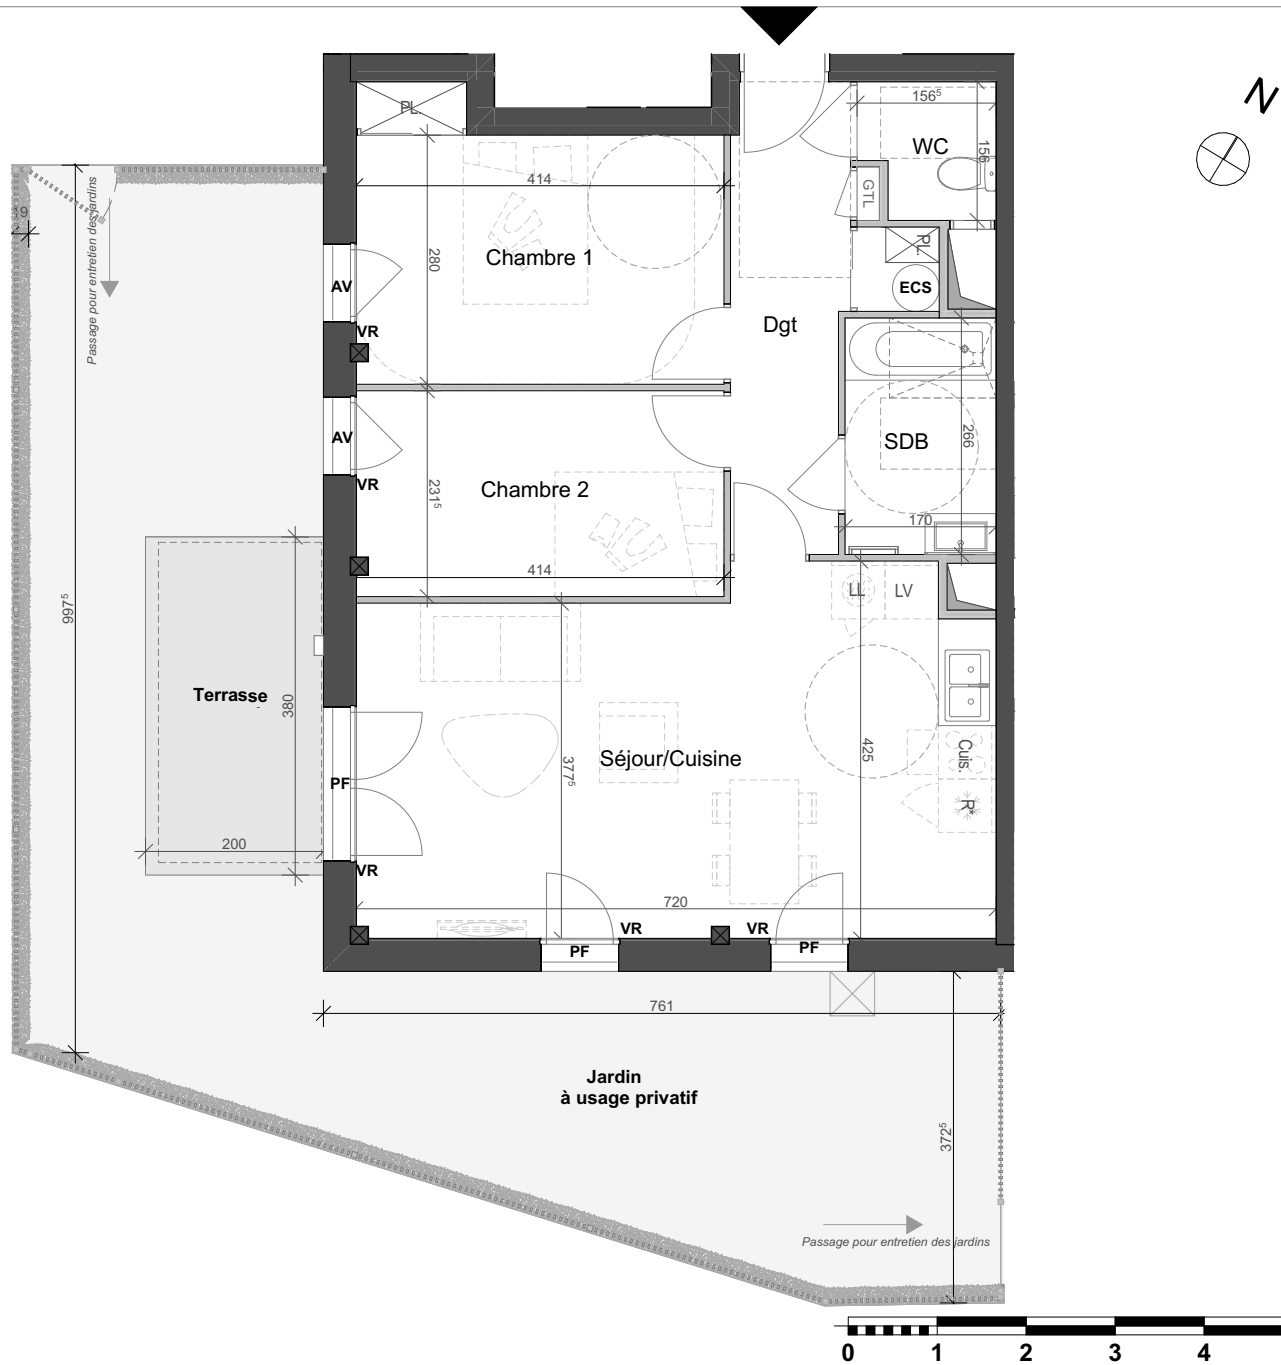 N
PL.
156⁵
WC
156
GTL
414
280
Chambre 1
PL.
ECS
Dgt
AV
VR
19
Passage pour entretien des jardins
AV
VR
Chambre 2
231⁵
414
SDB
266
170
997⁵
LL
LV
Terrasse
380
200
PF
VR
Séjour/Cuisine
377⁵
425
Cuis.
R*
720
VR
VR
PF
PF
761
Jardin
à usage privatif
372⁵
Passage pour entretien des jardins
0 1 2 3 4